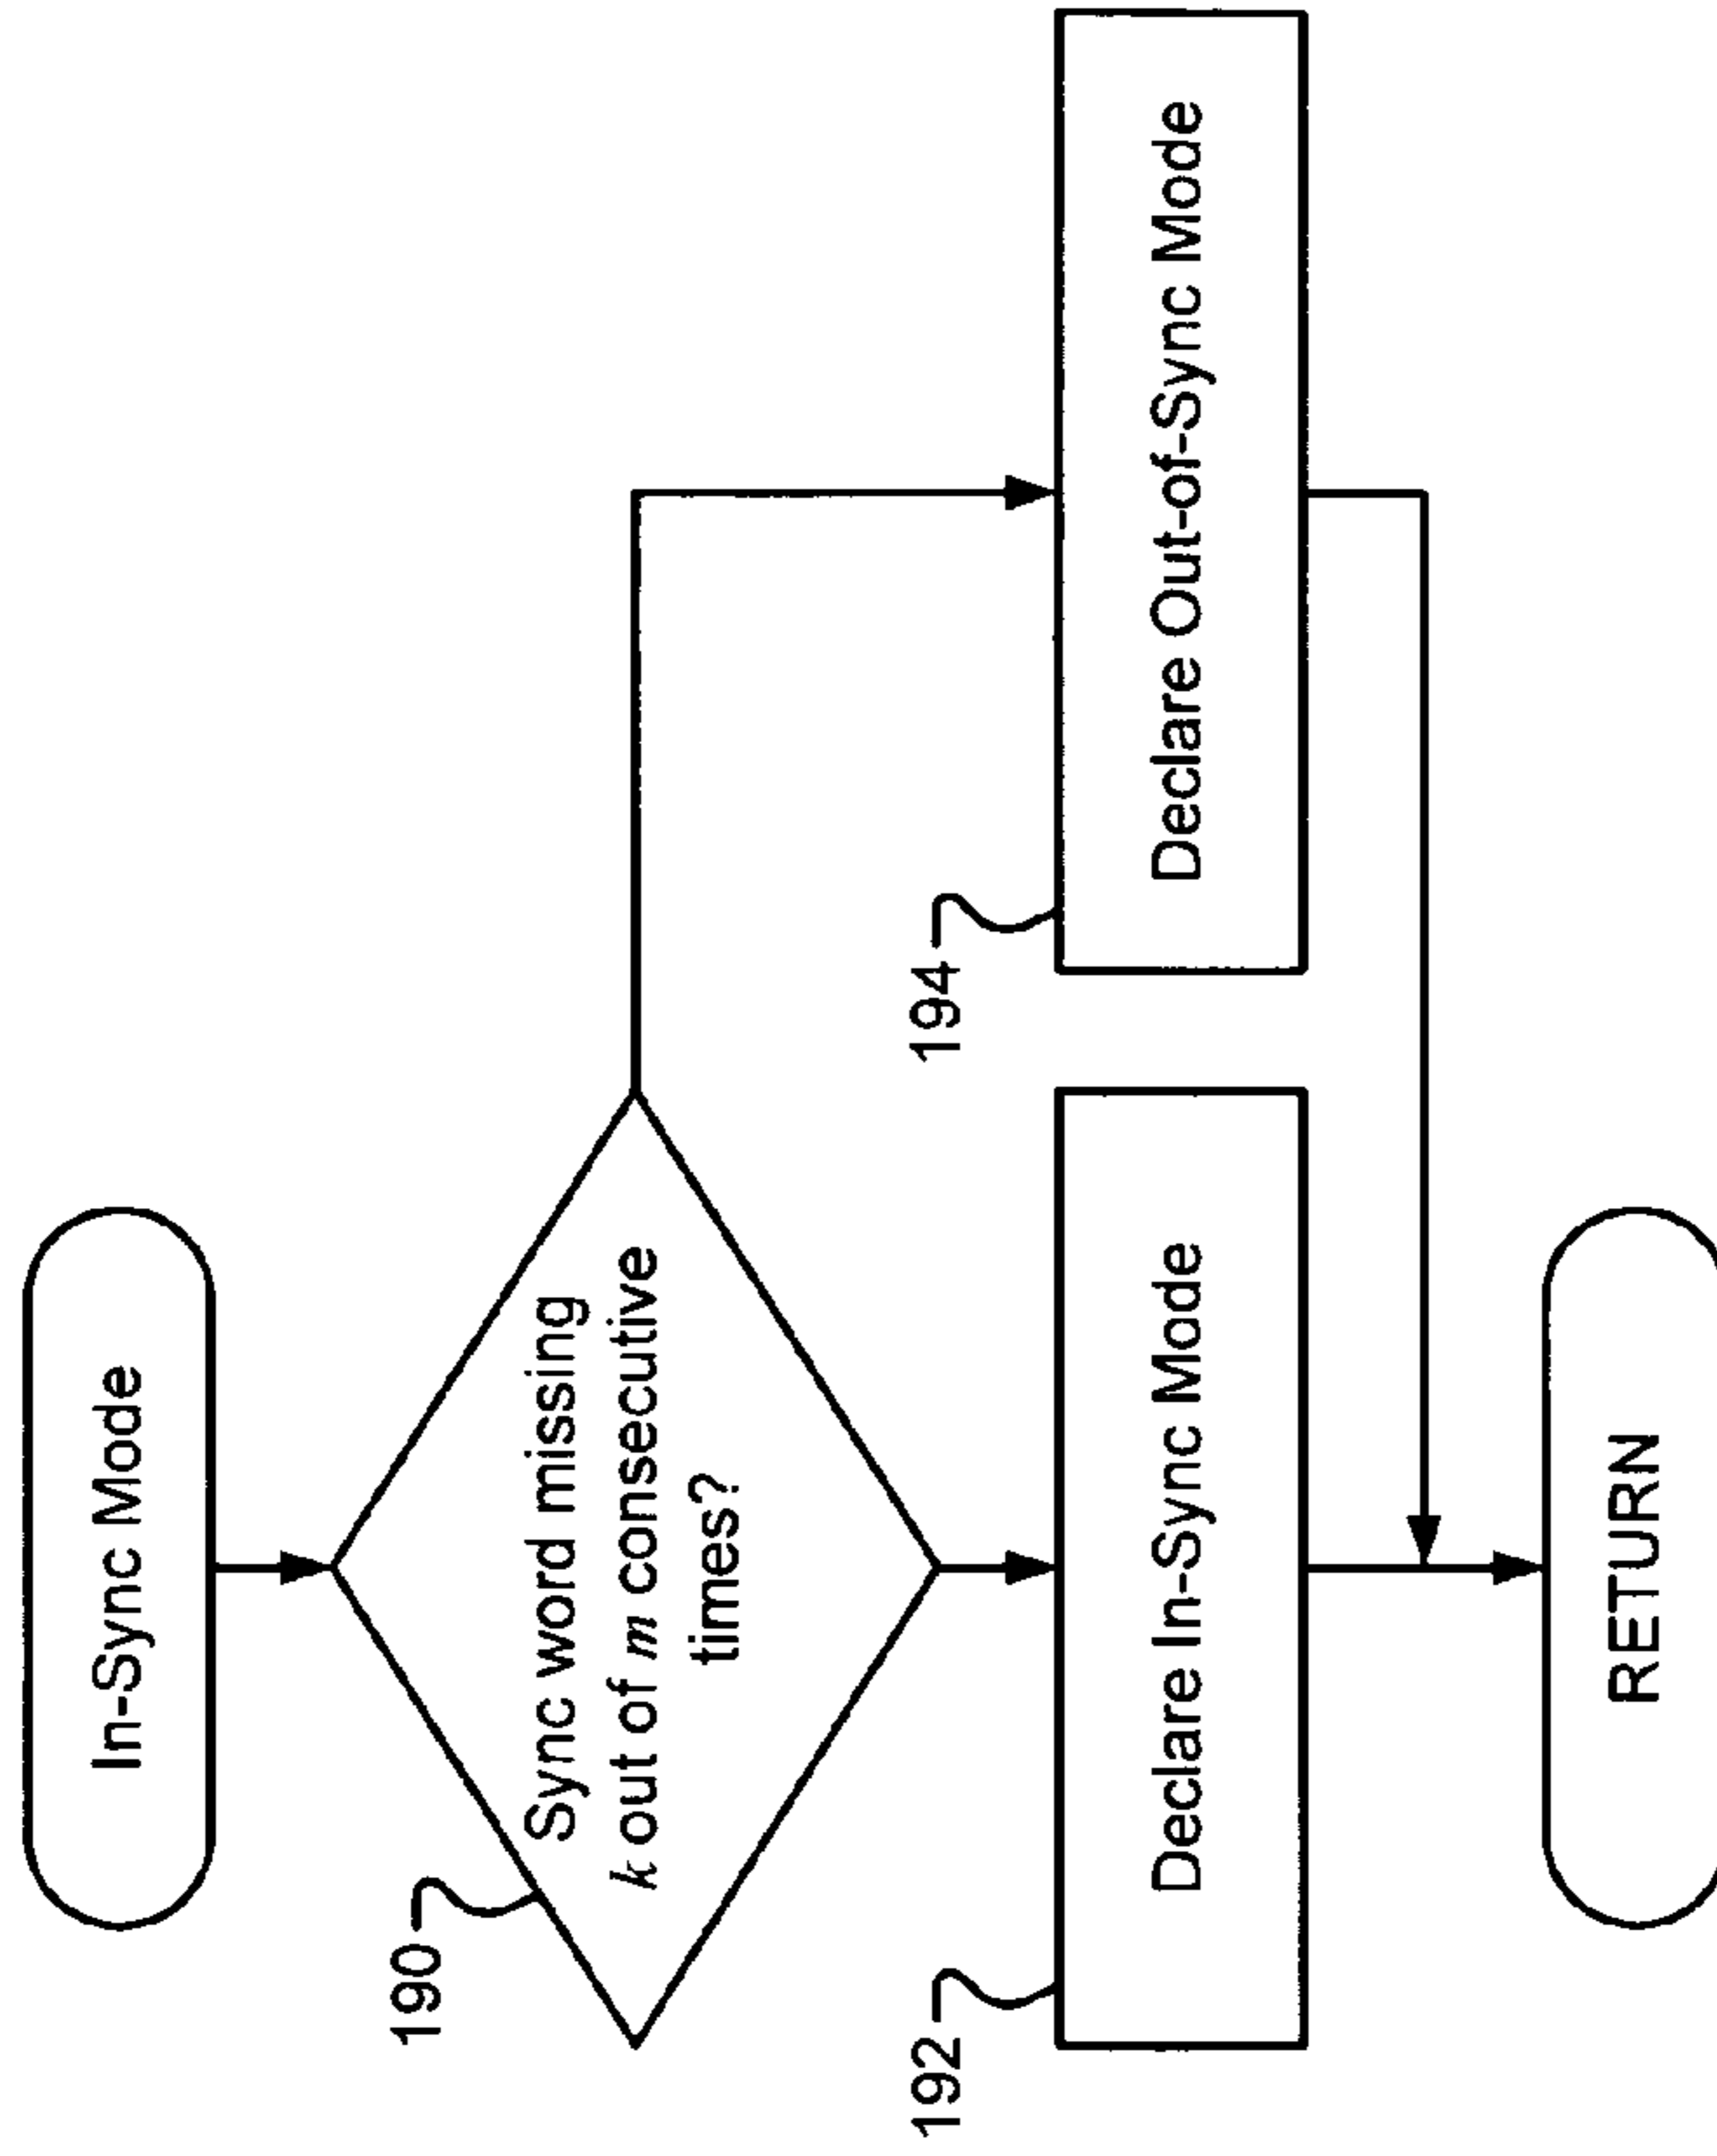 In-Sync Mode
190
Sync word missing
k out of m consecutive
times?
192
Declare In-Sync Mode
194
Declare Out-of-Sync Mode
RETURN